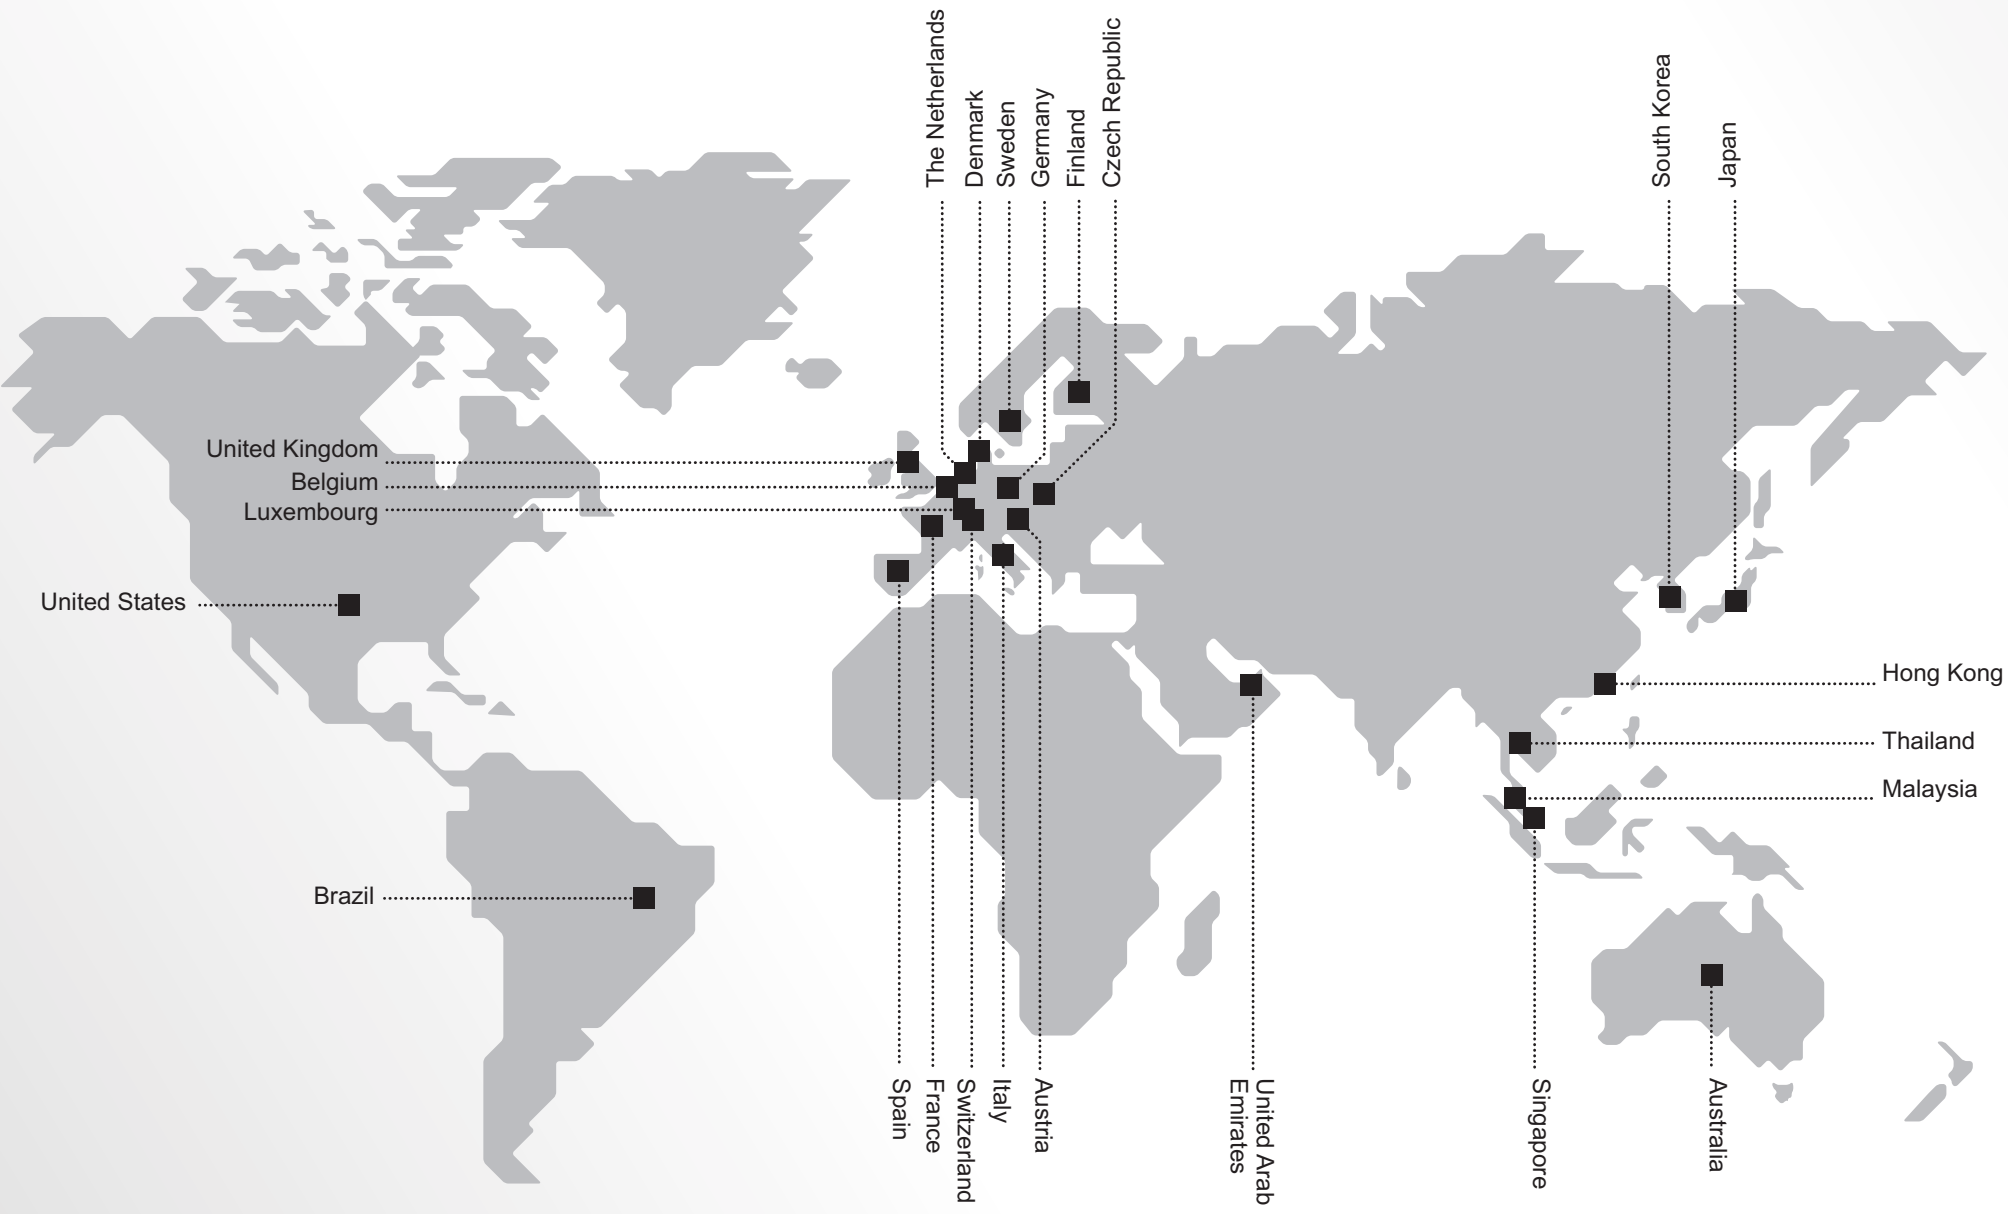 The Netherlands
Denmark
Sweden
Germany
Finland
Czech Republic
South Korea
Japan
United Kingdom
Belgium
Luxembourg
United States
Brazil
Hong Kong
Thailand
Malaysia
Spain
France
Switzerland
Italy
Austria
United Arab
Emirates
Singapore
Australia